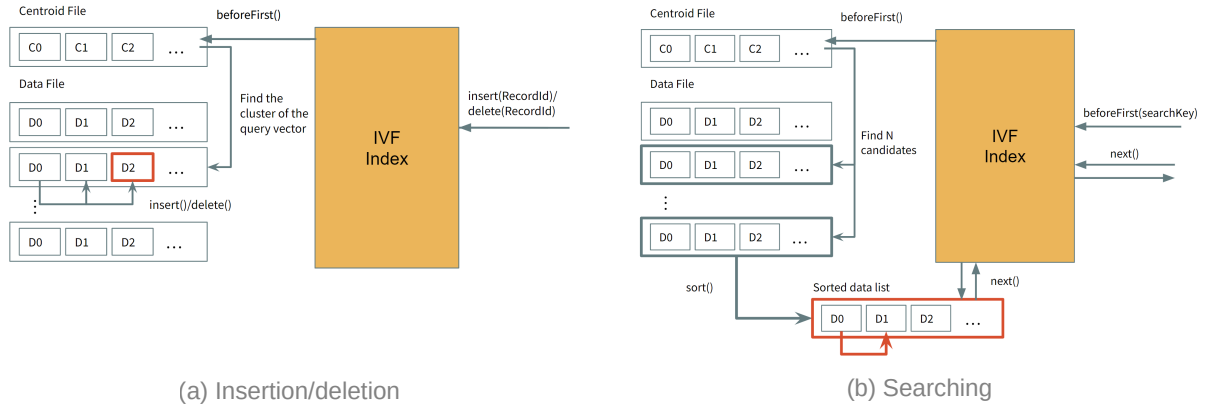 Centroid File
beforeFirst()
C0 C1 C2 ...
Data File
Find the
cluster of the
query vector
D0 D1 D2 ...
D0 D1 D2 ...
insert()/delete()
⋮
D0 D1 D2 ...
IVF
Index
insert(RecordId)/
delete(RecordId)
(a) Insertion/deletion
Centroid File
beforeFirst()
C0 C1 C2 ...
Data File
D0 D1 D2 ...
Find N
candidates
D0 D1 D2 ...
⋮
D0 D1 D2 ...
IVF
Index
beforeFirst(searchKey)
next()
sort()
next()
Sorted data list
D0 D1 D2 ...
(b) Searching